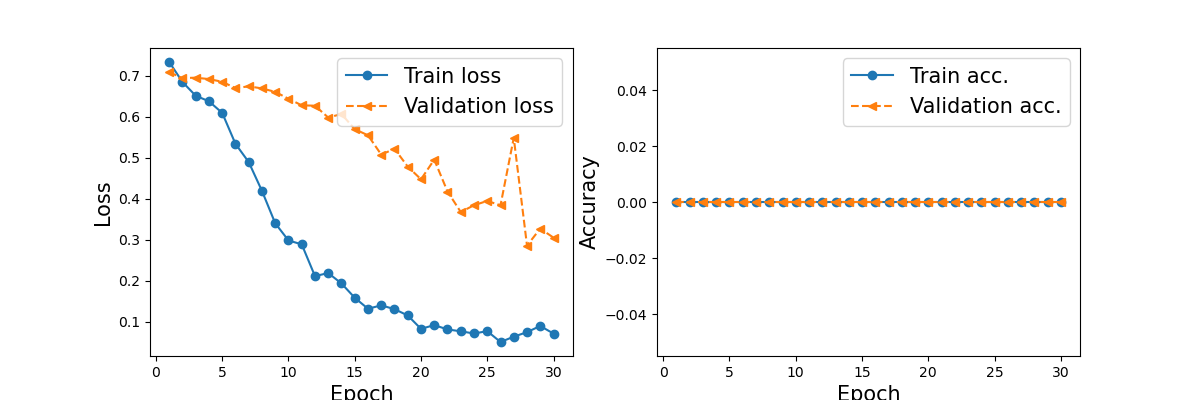 Train loss
Validation loss
0.7
0.6
0.5
0.4
0.3
0.2
0.1
Loss
0 5 10 15 20 25 30
Epoch
Train acc.
Validation acc.
0.04
0.02
0.00
−0.02
−0.04
Accuracy
0 5 10 15 20 25 30
Epoch